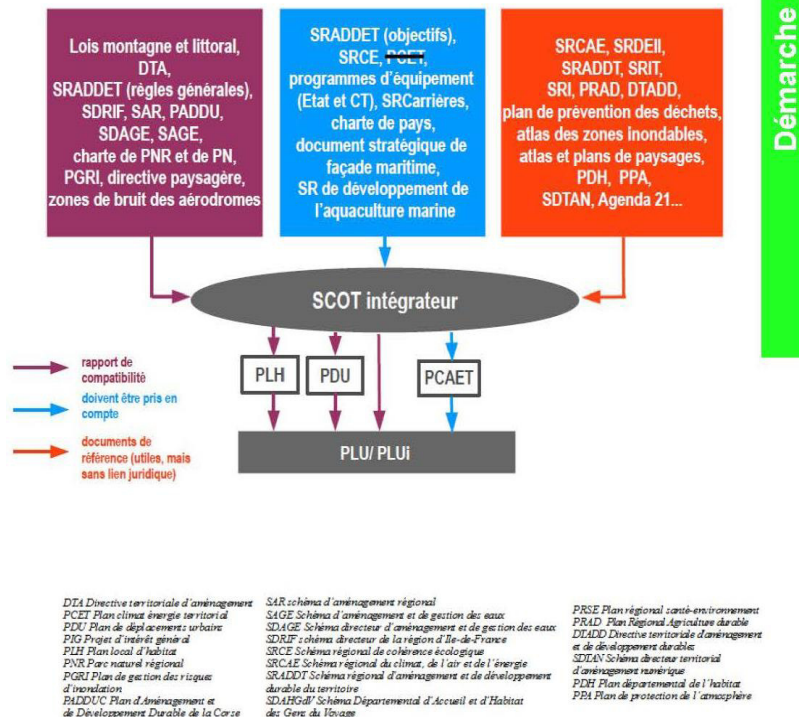 Démarche
Lois montagne et littoral,
DTA,
SRADDET (règles générales),
SDRIF, SAR, PADDU,
SDAGE, SAGE,
charte de PNR et de PN,
PGRI, directive paysagère,
zones de bruit des aérodromes
SRADDET (objectifs),
SRCE, PCET,
programmes d'équipement
(Etat et CT), SRCarrières,
charte de pays,
document stratégique de
façade maritime,
SR de développement de
l'aquaculture marine
SRCAE, SRDEII,
SRADDT, SRIT,
SRI, PRAD, DTADD,
plan de prévention des déchets,
atlas des zones inondables,
atlas et plans de paysages,
PDH, PPA,
SDTAN, Agenda 21...
SCOT intégrateur
PLH
PDU
PCAET
PLU/ PLUi
rapport de
compatibilité
doivent être pris en
compte
documents de
référence (utiles, mais
sans lien juridique)
DTA Directive territoriale d'aménagement
PCET Plan climat énergie territorial
PDU Plan de déplacements urbains
PIG Projet d'intérêt général
PLH Plan local d'habitat
PNR Parc naturel régional
PGRI Plan de gestion des risques
d'inondation
PADDUC Plan d'Aménagement et
de Développement Durable de la Corse
SAR schéma d'aménagement régional
SAGE Schéma d'aménagement et de gestion des eaux
SDAGE Schéma directeur d'aménagement et de gestion des eaux
SDRIF schéma directeur de la région d'Ile-de-France
SRCE Schéma régional de cohérence écologique
SRCAE Schéma régional du climat, de l'air et de l'énergie
SRADDT Schéma régional d'aménagement et de développement
durable du territoire
SDAHGdV Schéma Départemental d'Accueil et d'Habitat
des Gens du Voyage
PRSE Plan régional santé-environnement
PRAD Plan Régional Agriculture durable
DTADD Directive territoriale d'aménagement
et de développement durables
SDTAN Schéma directeur territorial
d'aménagement numérique
PDH Plan départemental de l'habitat
PPA Plan de protection de l'atmosphère